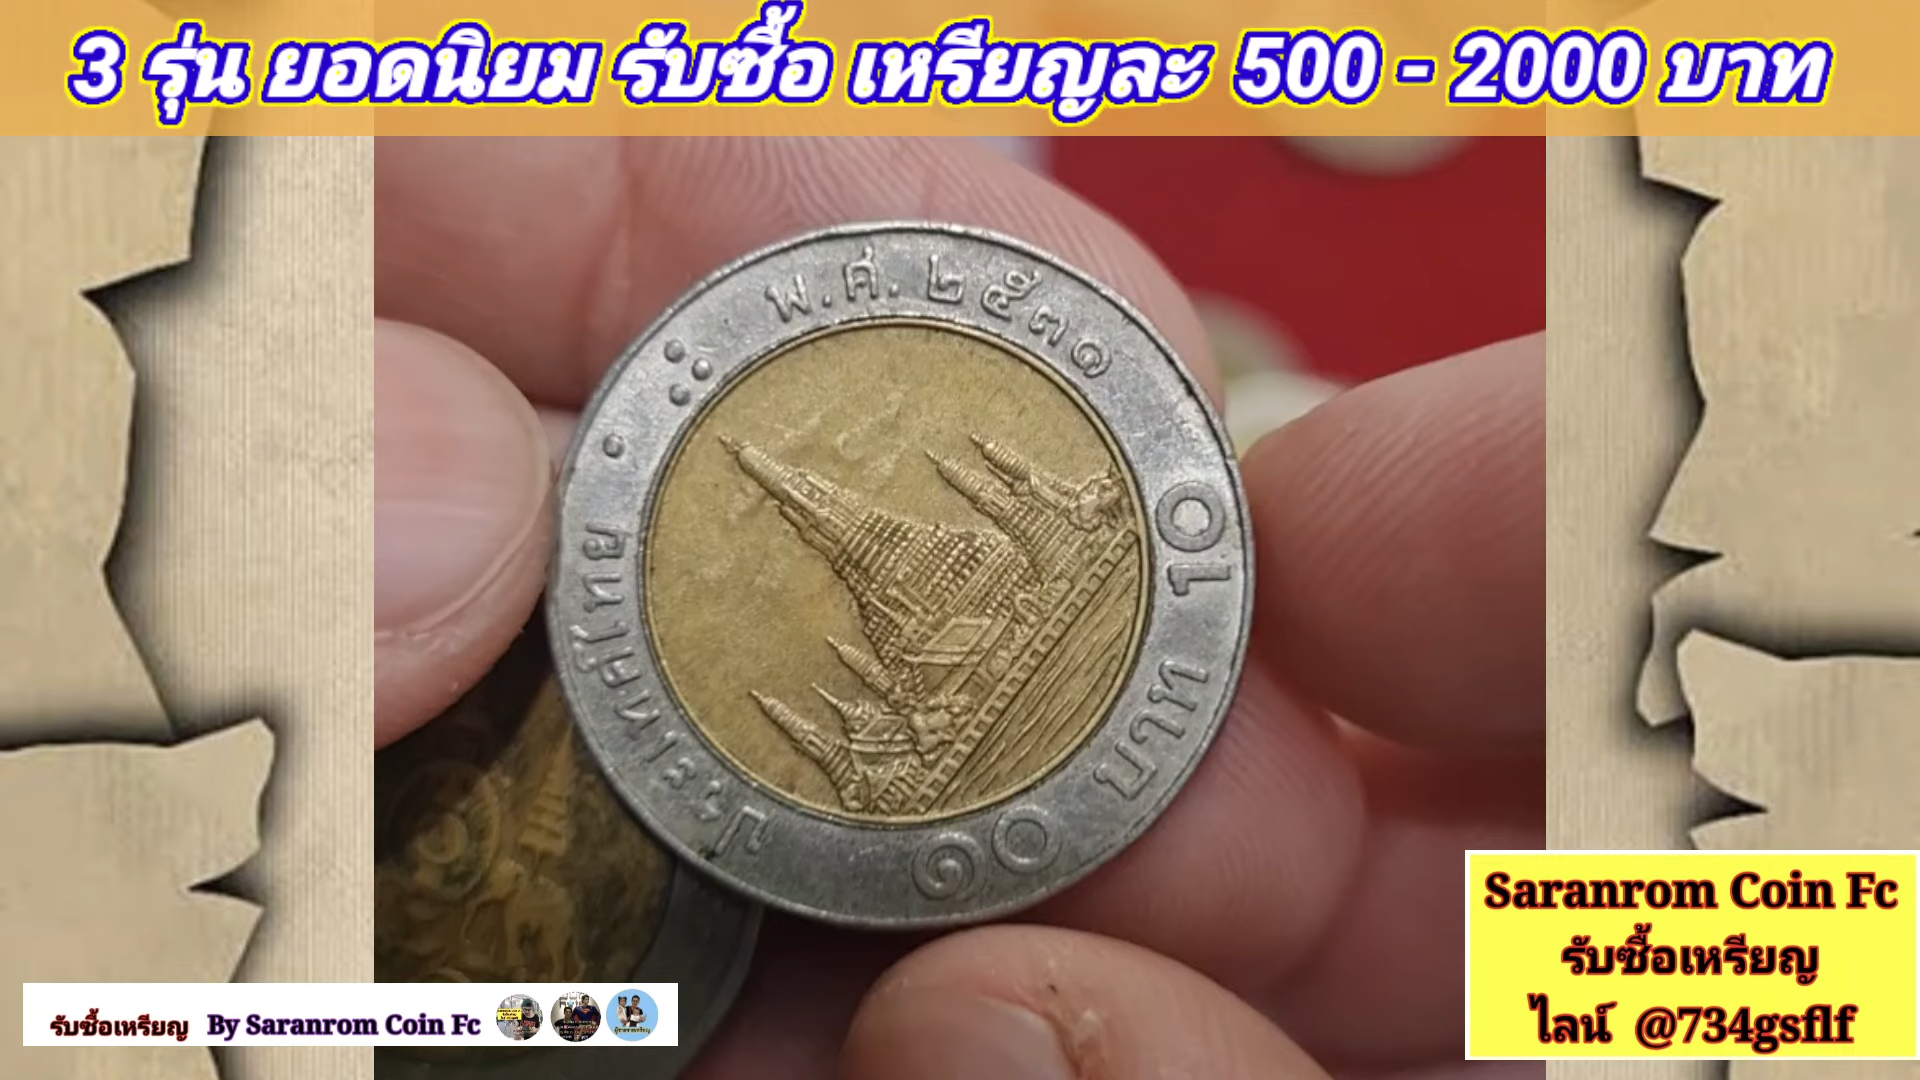 3 รุ่น ยอดนิยม รับซื้อ เหรียญละ 500 - 2000 บาท
พ.ศ. ๒๕๓๑
ประเทศไทย
๑๐ บาท 10
Saranrom Coin Fc
รับซื้อเหรียญ
ไลน์ @734gsflf
รับซื้อเหรียญ By Saranrom Coin Fc